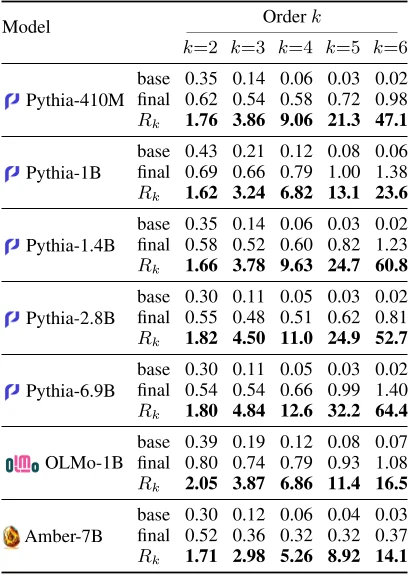 Model Order k
k=2 k=3 k=4 k=5 k=6
base 0.35 0.14 0.06 0.03 0.02
Pythia-410M final 0.62 0.54 0.58 0.72 0.98
Rk 1.76 3.86 9.06 21.3 47.1
base 0.43 0.21 0.12 0.08 0.06
Pythia-1B final 0.69 0.66 0.79 1.00 1.38
Rk 1.62 3.24 6.82 13.1 23.6
base 0.35 0.14 0.06 0.03 0.02
Pythia-1.4B final 0.58 0.52 0.60 0.82 1.23
Rk 1.66 3.78 9.63 24.7 60.8
base 0.30 0.11 0.05 0.03 0.02
Pythia-2.8B final 0.55 0.48 0.51 0.62 0.81
Rk 1.82 4.50 11.0 24.9 52.7
base 0.30 0.11 0.05 0.03 0.02
Pythia-6.9B final 0.54 0.54 0.66 0.99 1.40
Rk 1.80 4.84 12.6 32.2 64.4
base 0.39 0.19 0.12 0.08 0.07
OLMo OLMo-1B final 0.80 0.74 0.79 0.93 1.08
Rk 2.05 3.87 6.86 11.4 16.5
base 0.30 0.12 0.06 0.04 0.03
Amber-7B final 0.52 0.36 0.32 0.32 0.37
Rk 1.71 2.98 5.26 8.92 14.1